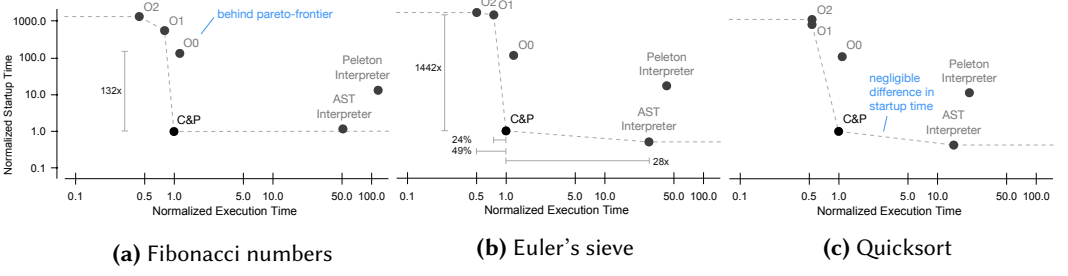 Normalized Startup Time
1000.0
100.0
10.0
1.0
0.1
O2
O1
O0
behind pareto-frontier
132x
Peleton
Interpreter
AST
Interpreter
C&P
0.1
0.5
1.0
5.0
10.0
50.0
100.0
Normalized Execution Time
(a) Fibonacci numbers
O2
O1
O0
1442x
Peleton
Interpreter
AST
Interpreter
C&P
24%
49%
28x
0.1
0.5
1.0
5.0
10.0
50.0
100.0
Normalized Execution Time
(b) Euler's sieve
O2
O1
O0
negligible
difference in
startup time
Peleton
Interpreter
AST
Interpreter
C&P
0.1
0.5
1.0
5.0
10.0
50.0
100.0
Normalized Execution Time
(c) Quicksort